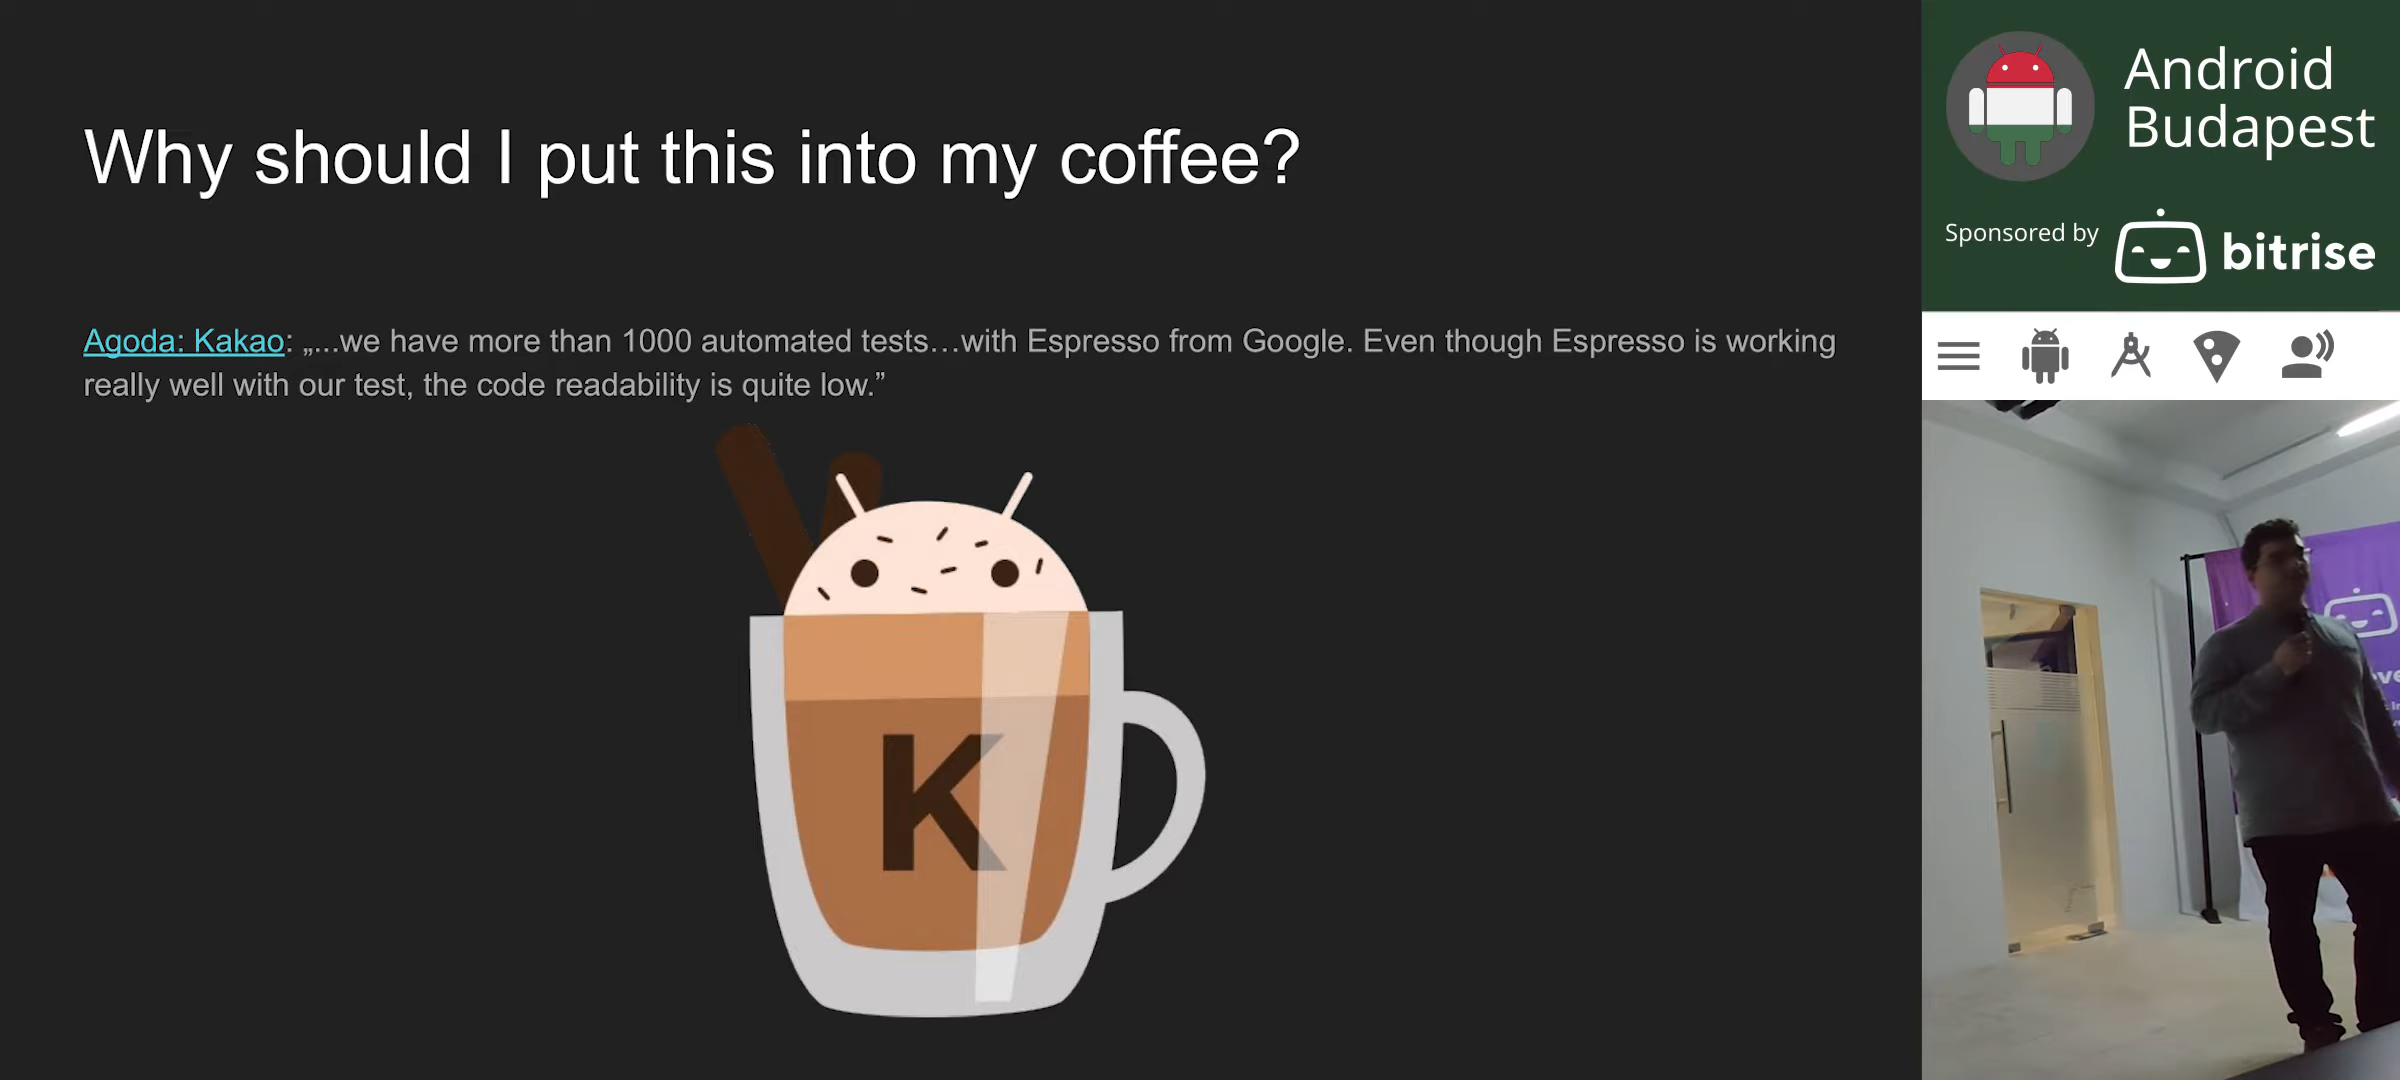 Why should I put this into my coffee?
Agoda: Kakao: „...we have more than 1000 automated tests…with Espresso from Google. Even though Espresso is working
really well with our test, the code readability is quite low.”
K
Android
Budapest
Sponsored by
bitrise